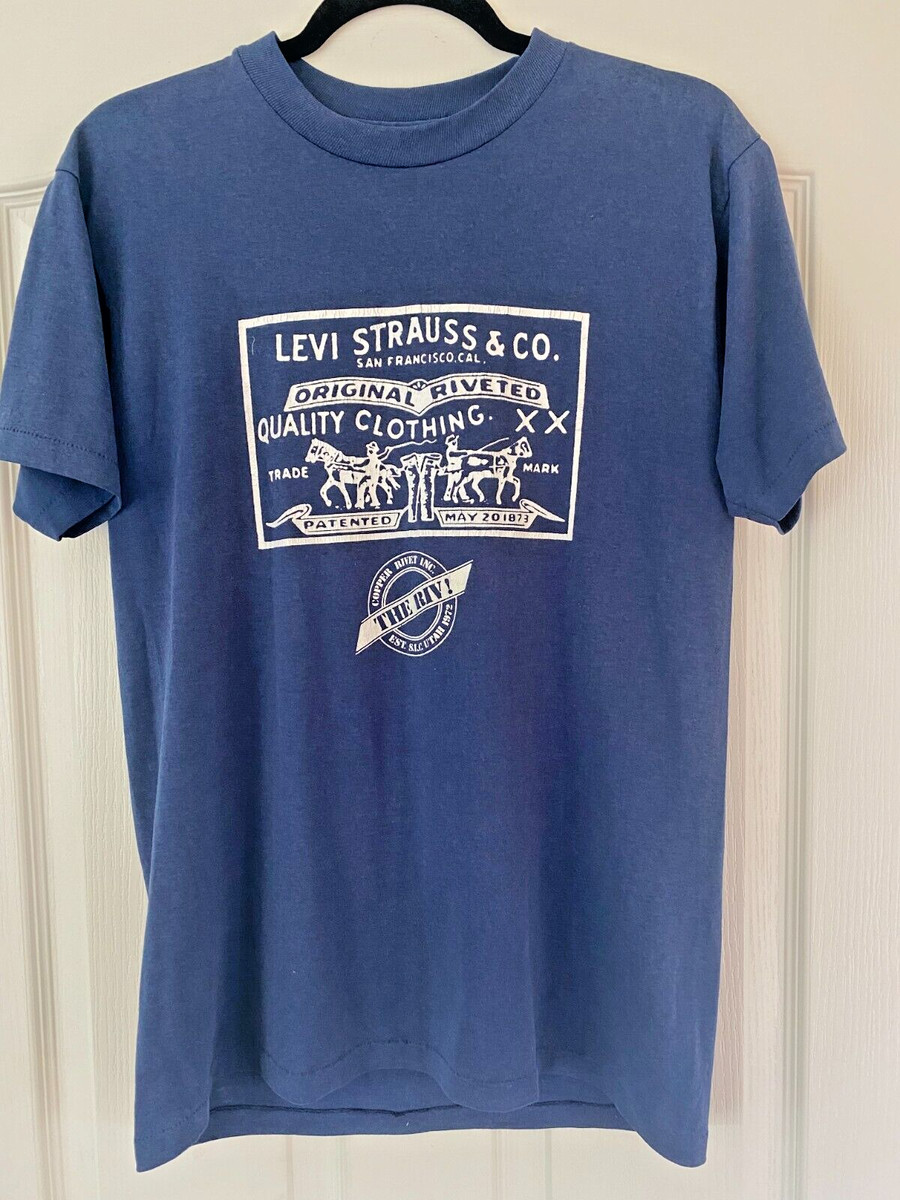 LEVI STRAUSS & CO.
SAN FRANCISCO, CAL.
ORIGINAL RIVETED
QUALITY CLOTHING. XX
TRADE MARK
PATENTED MAY 20 1873
COPPER RIVET INC.
THE RIV!
EST. S.L.C UTAH 1972